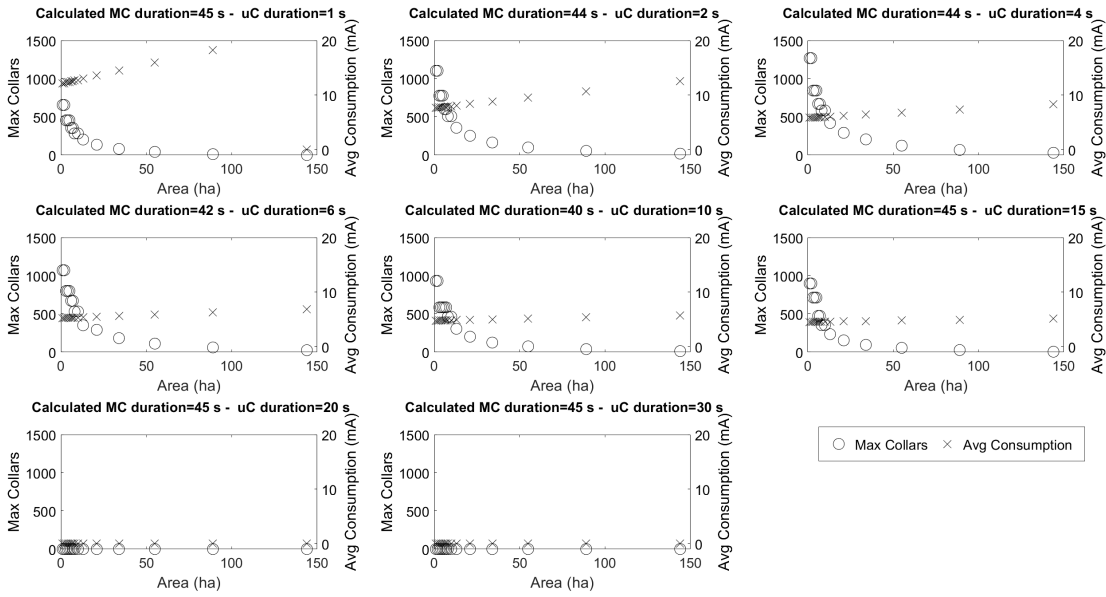 Calculated MC duration=45 s - uC duration=1 s
1500
1000
500
0
Max Collars
20
10
0
Avg Consumption (mA)
0
50
100
150
Area (ha)
Calculated MC duration=44 s - uC duration=2 s
1500
1000
500
0
Max Collars
20
10
0
Avg Consumption (mA)
0
50
100
150
Area (ha)
Calculated MC duration=44 s - uC duration=4 s
1500
1000
500
0
Max Collars
20
10
0
Avg Consumption (mA)
0
50
100
150
Area (ha)
Calculated MC duration=42 s - uC duration=6 s
1500
1000
500
0
Max Collars
20
10
0
Avg Consumption (mA)
0
50
100
150
Area (ha)
Calculated MC duration=40 s - uC duration=10 s
1500
1000
500
0
Max Collars
20
10
0
Avg Consumption (mA)
0
50
100
150
Area (ha)
Calculated MC duration=45 s - uC duration=15 s
1500
1000
500
0
Max Collars
20
10
0
Avg Consumption (mA)
0
50
100
150
Area (ha)
Calculated MC duration=45 s - uC duration=20 s
1500
1000
500
0
Max Collars
20
10
0
Avg Consumption (mA)
0
50
100
150
Area (ha)
Calculated MC duration=45 s - uC duration=30 s
1500
1000
500
0
Max Collars
20
10
0
Avg Consumption (mA)
0
50
100
150
Area (ha)
Max Collars
Avg Consumption